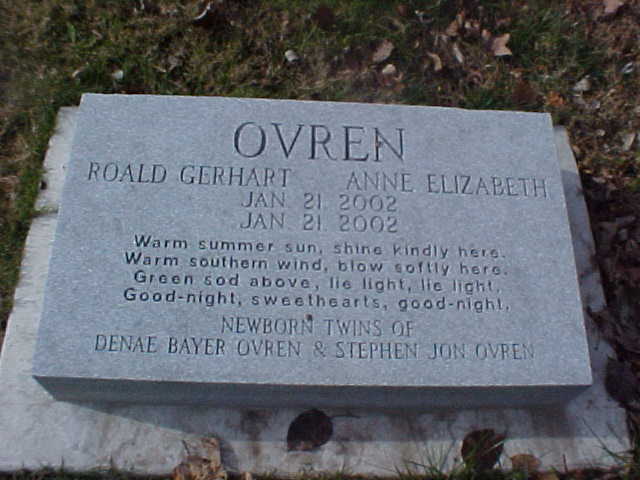 OVREN
ROALD GERHART ANNE ELIZABETH
JAN 21 2002
JAN 21 2002
Warm summer sun, shine kindly here.
Warm southern wind, blow softly here.
Green sod above, lie light, lie light.
Good-night, sweethearts, good-night.
NEWBORN TWINS OF
DENAE BAYER OVREN & STEPHEN JON OVREN